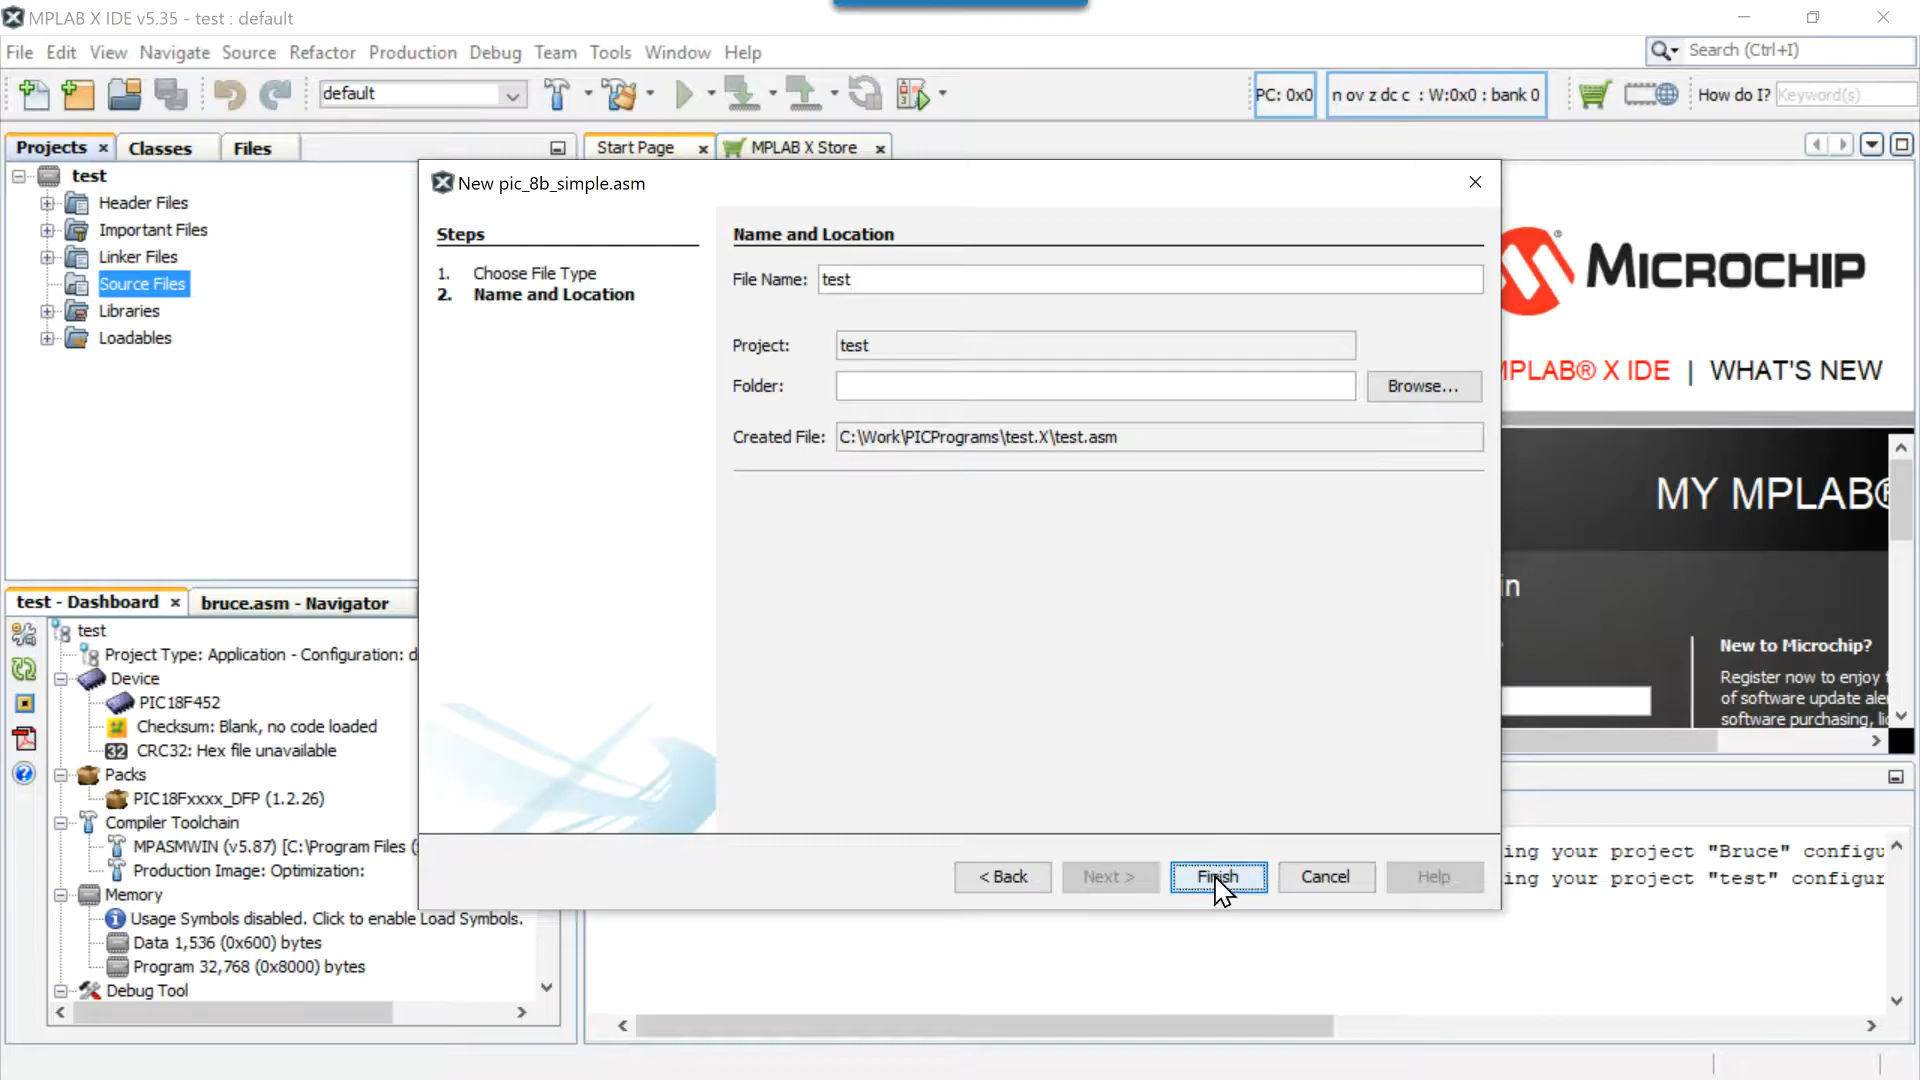 MPLAB X IDE v5.35 - test : default
File Edit View Navigate Source Refactor Production Debug Team Tools Window Help
Search (Ctrl+I)
default
PC: 0x0
n ov z dc c : W:0x0 : bank 0
How do I?
Keyword(s)
Projects
Classes
Files
Start Page
MPLAB X Store
test
Header Files
Important Files
Linker Files
Source Files
Libraries
Loadables
New pic_8b_simple.asm
Steps
1. Choose File Type
2. Name and Location
Name and Location
File Name: test
Project: test
Folder:
Browse...
Created File: C:\Work\PICPrograms\test.X\test.asm
< Back
Next >
Finish
Cancel
Help
MICROCHIP
MPLAB® X IDE | WHAT'S NEW
MY MPLAB®
in
New to Microchip?
Register now to enjoy
of software update ale
software purchasing, lic
test - Dashboard
bruce.asm - Navigator
test
Project Type: Application - Configuration: d
Device
PIC18F452
Checksum: Blank, no code loaded
32 CRC32: Hex file unavailable
Packs
PIC18Fxxxx_DFP (1.2.26)
Compiler Toolchain
MPASMWIN (v5.87) [C:\Program Files (
Production Image: Optimization:
Memory
Usage Symbols disabled. Click to enable Load Symbols.
Data 1,536 (0x600) bytes
Program 32,768 (0x8000) bytes
Debug Tool
ing your project "Bruce" configu
ing your project "test" configur